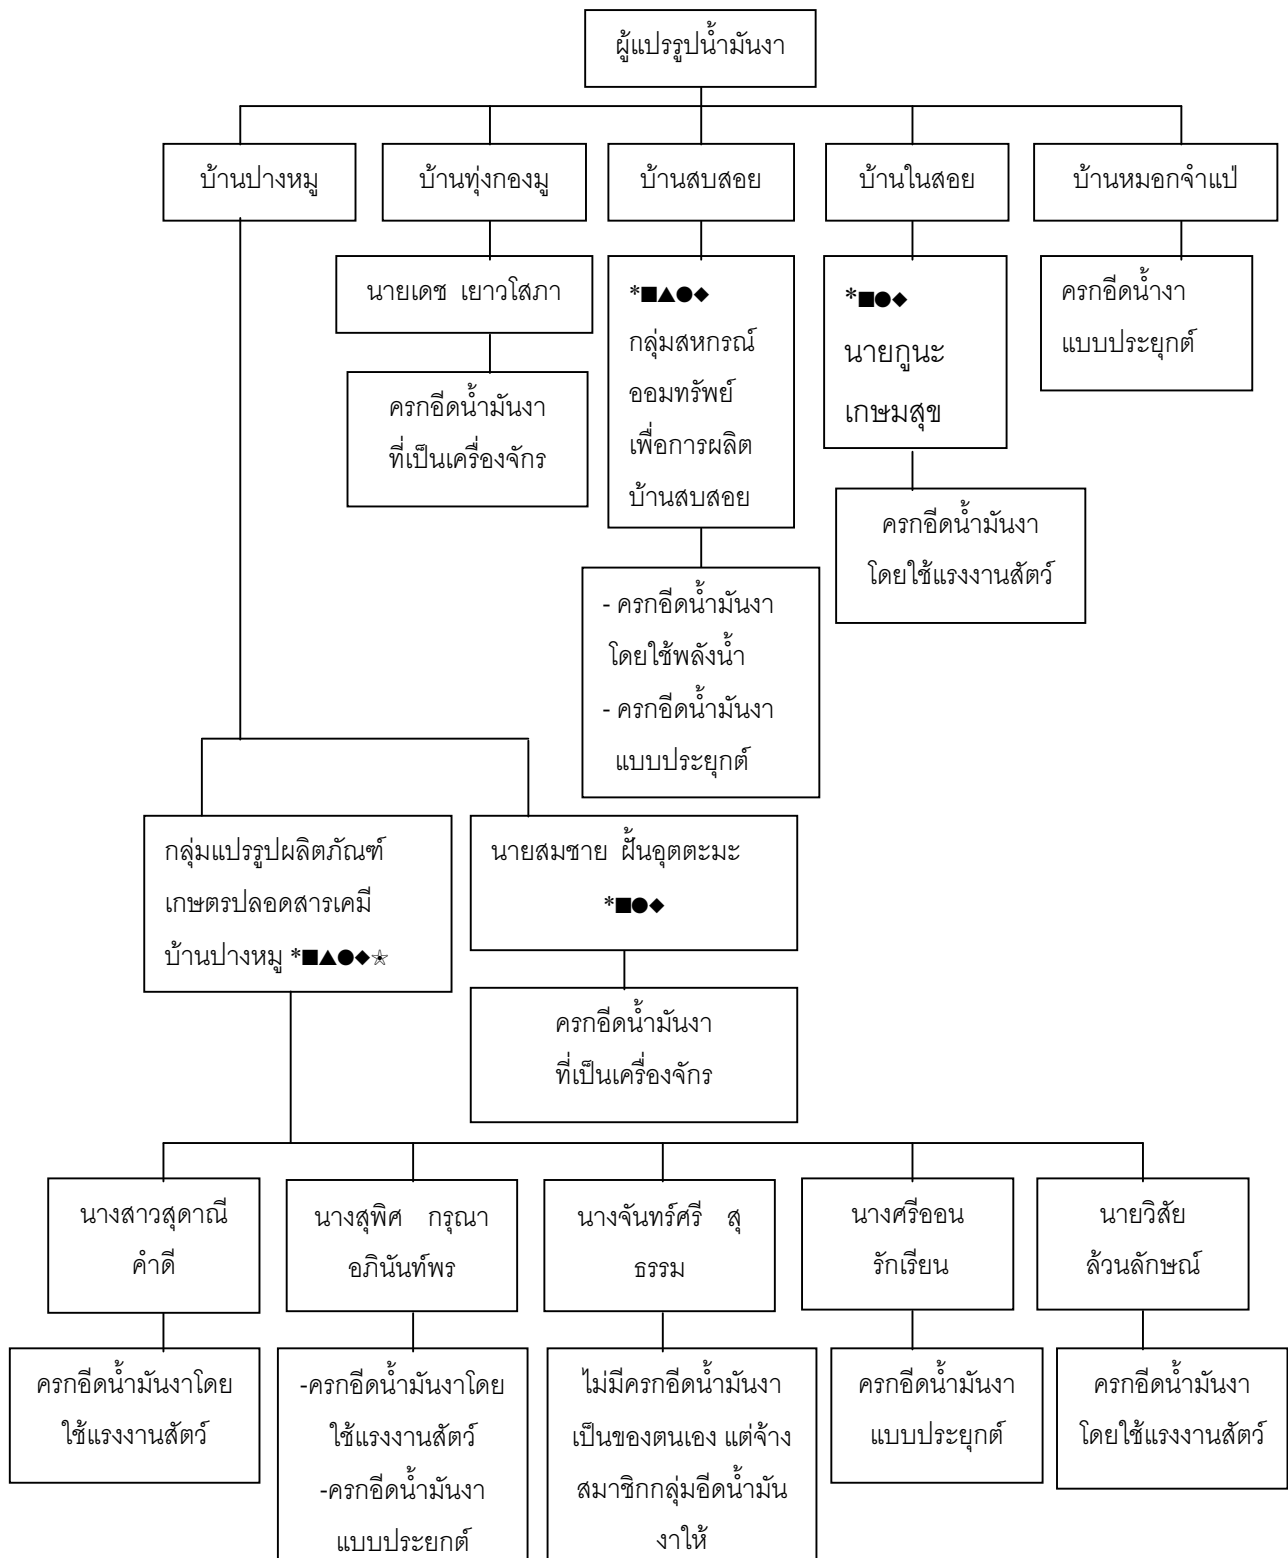 ผู้แปรรูปน้ำมันงา
บ้านปางหมู
บ้านทุ่งกองมู
บ้านสบสอย
บ้านในสอย
บ้านหมอกจำแป่
นายเดช เยาวโสภา
ครกอีดน้ำมันงา
ที่เป็นเครื่องจักร
*■▲●◆
กลุ่มสหกรณ์
ออมทรัพย์
เพื่อการผลิต
บ้านสบสอย
- ครกอีดน้ำมันงา
โดยใช้พลังน้ำ
- ครกอีดน้ำมันงา
แบบประยุกต์
*■●◆
นายกูนะ
เกษมสุข
ครกอีดน้ำมันงา
โดยใช้แรงงานสัตว์
ครกอีดน้ำงา
แบบประยุกต์
กลุ่มแปรรูปผลิตภัณฑ์
เกษตรปลอดสารเคมี
บ้านปางหมู *■▲●◆✯
นายสมชาย ฝั้นอุตตะมะ
*■●◆
ครกอีดน้ำมันงา
ที่เป็นเครื่องจักร
นางสาวสุดาณี
คำดี
ครกอีดน้ำมันงาโดย
ใช้แรงงานสัตว์
นางสุพิศ กรุณา
อภินันท์พร
-ครกอีดน้ำมันงาโดย
ใช้แรงงานสัตว์
-ครกอีดน้ำมันงา
แบบประยกต์
นางจันทร์ศรี สุ
ธรรม
ไม่มีครกอีดน้ำมันงา
เป็นของตนเอง แต่จ้าง
สมาชิกกลุ่มอีดน้ำมัน
งาให้
นางศรีออน
รักเรียน
ครกอีดน้ำมันงา
แบบประยุกต์
นายวิสัย
ล้วนลักษณ์
ครกอีดน้ำมันงา
โดยใช้แรงงานสัตว์